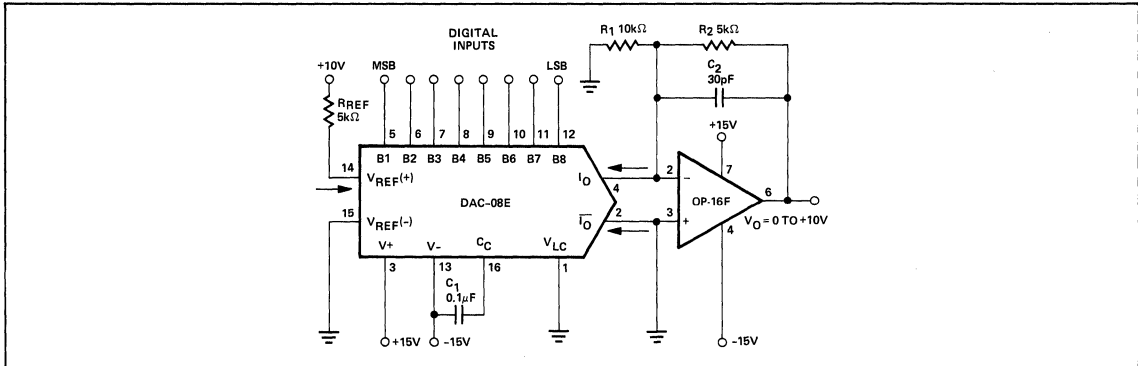 DIGITAL
INPUTS
R1 10kΩ
R2 5kΩ
C2
30pF
+10V
MSB
LSB
RREF
5kΩ
+15V
5 6 7 8 9 10 11 12
B1 B2 B3 B4 B5 B6 B7 B8
14
VREF(+)
IO
4
2
−
7
DAC-08E
OP-16F
6
15
VREF(-)
IO
2
3
+
4
VO = 0 TO +10V
V+
V-
CC
VLC
3
13
16
1
C1
0.1μF
+15V
-15V
-15V